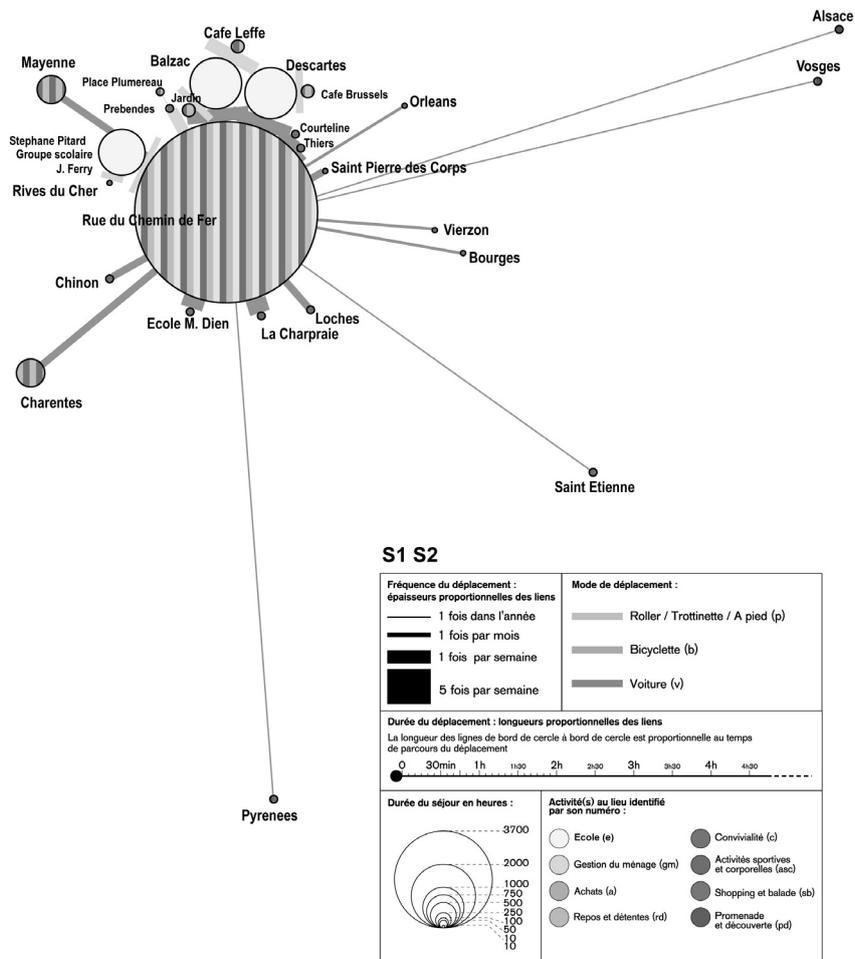 Alsace
Cafe Leffe
Mayenne
Balzac
Descartes
Vosges
Place Plumereau
Jardin
Cafe Brussels
Prebendes
Orleans
Courteline
Stephane Pitard
Thiers
Groupe scolaire
J. Ferry
Saint Pierre des Corps
Rives du Cher
Rue du Chemin de Fer
Vierzon
Bourges
Chinon
Ecole M. Dien
Loches
La Charpraie
Charentes
Saint Etienne
Pyrenees
S1 S2
Fréquence du déplacement :
épaisseurs proportionnelles des liens
1 fois dans l'année
1 fois par mois
1 fois par semaine
5 fois par semaine
Mode de déplacement :
Roller / Trottinette / A pied (p)
Bicyclette (b)
Voiture (v)
Durée du déplacement : longueurs proportionnelles des liens
La longueur des lignes de bord de cercle à bord de cercle est proportionnelle au temps
de parcours du déplacement
0 30min 1h 1h30 2h 2h30 3h 3h30 4h 4h30
Durée du séjour en heures :
3700
2000
1000
750
500
250
100
50
10
10
Activité(s) au lieu identifié
par son numéro :
Ecole (e)
Gestion du ménage (gm)
Achats (a)
Repos et détentes (rd)
Convivialité (c)
Activités sportives
et corporelles (asc)
Shopping et balade (sb)
Promenade
et découverte (pd)